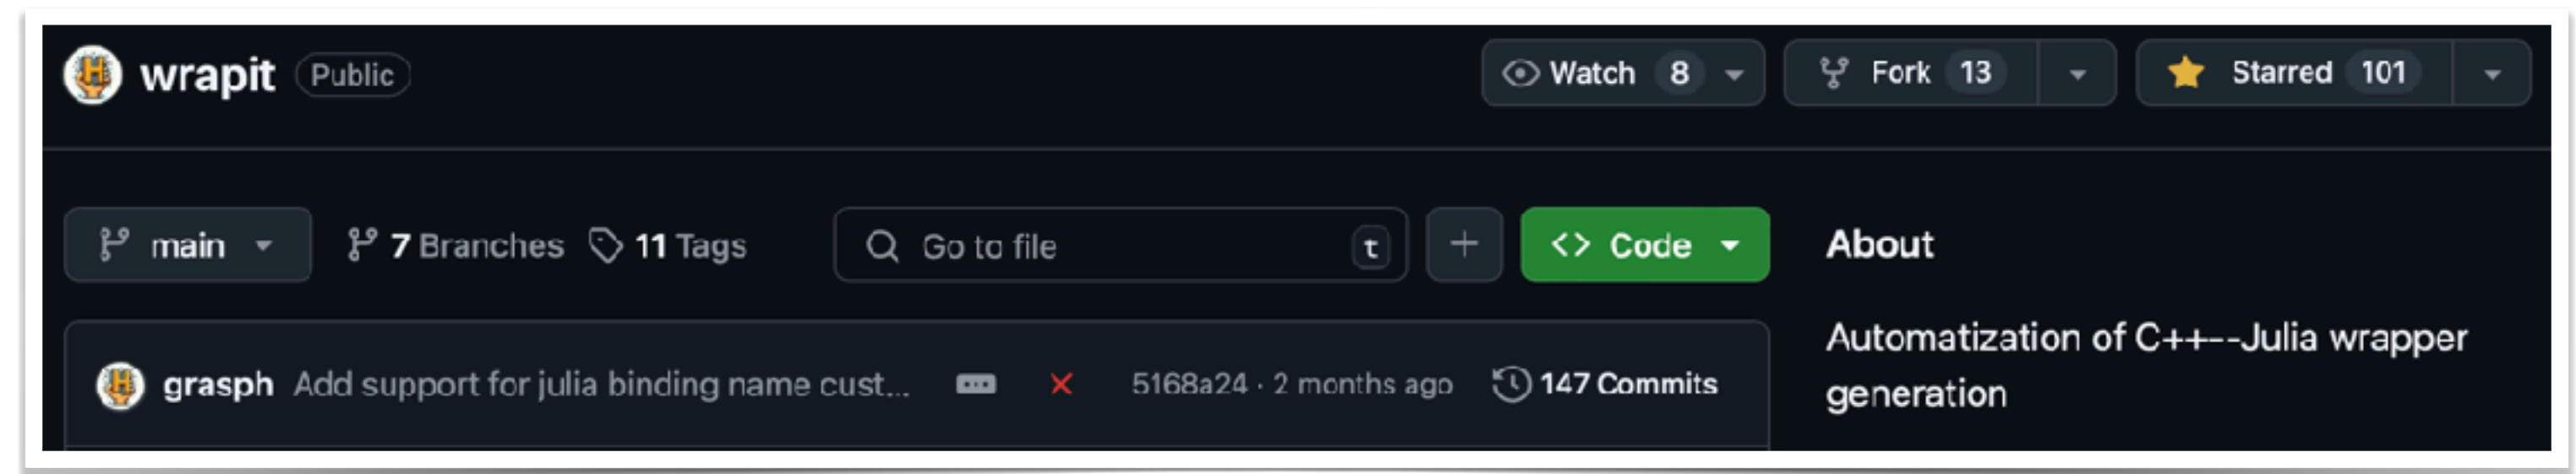 wrapit Public Watch 8 Fork 13 Starred 101
main 7 Branches 11 Tags Go to file t Code About
Automatization of C++--Julia wrapper
grasph Add support for julia binding name cust... 5168a24 · 2 months ago 147 Commits
generation